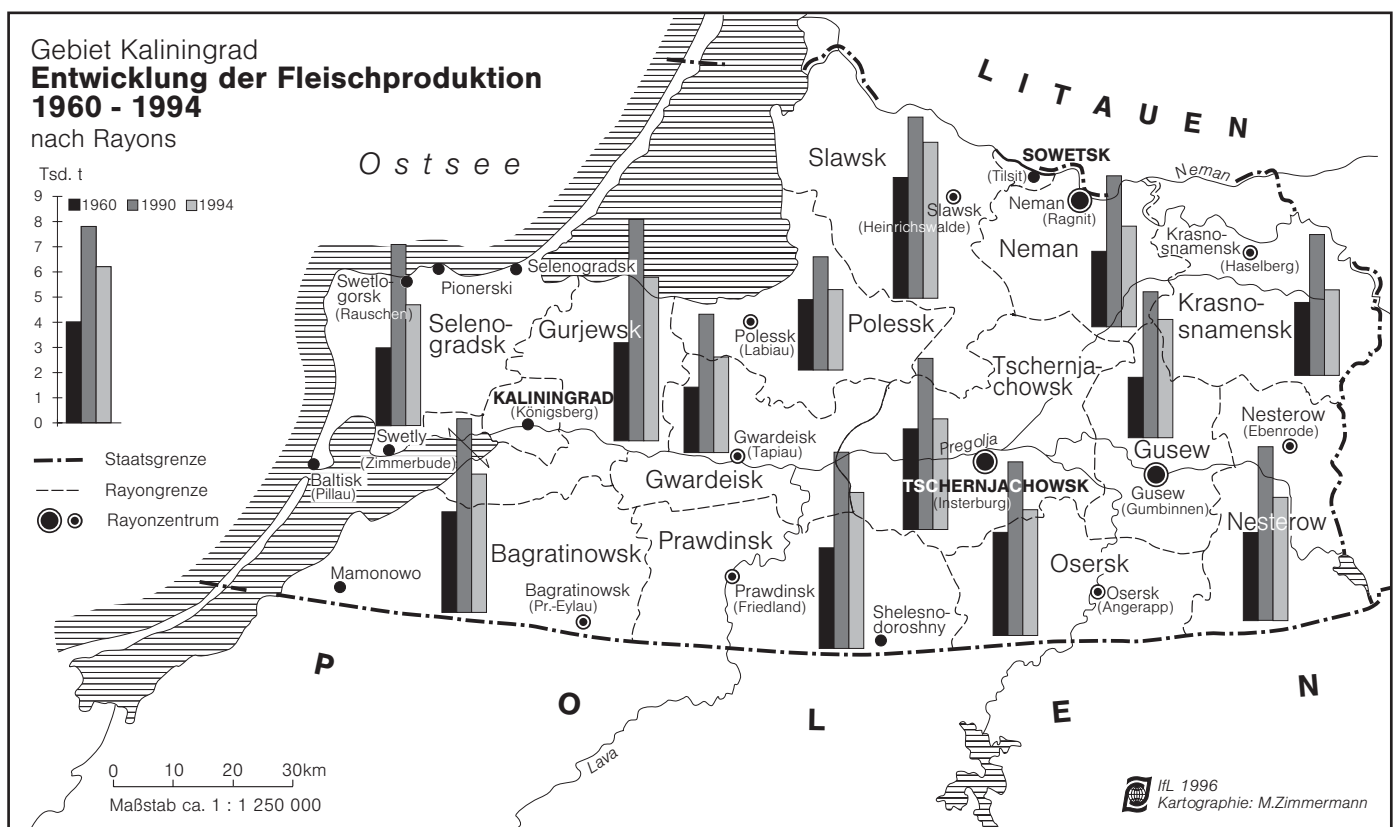 Gebiet Kaliningrad
Entwicklung der Fleischproduktion
1960 - 1994
nach Rayons
Tsd. t
9
8
7
6
5
4
3
2
1
0
1960 1990 1994
Staatsgrenze
Rayongrenze
Rayonzentrum
Ostsee
LITAUEN
Slawsk
Slawsk
(Heinrichswalde)
SOWETSK
(Tilsit)
Neman
Neman
(Ragnit)
Neman
Krasno-
snamensk
(Haselberg)
Krasno-
snamensk
Swetlo-
gorsk
(Rauschen)
Pionerski
Selenogradsk
Seleno-
gradsk
Gurjewsk
Polessk
(Labiau)
Polessk
Tschernja-
chowsk
KALININGRAD
(Königsberg)
Swetly
(Zimmerbude)
Baltisk
(Pillau)
Gwardeisk
(Tapiau)
Gwardeisk
Pregolja
TSCHERNJACHOWSK
(Insterburg)
Gusew
Gusew
(Gumbinnen)
Nesterow
(Ebenrode)
Nesterow
Mamonowo
Bagratinowsk
Bagratinowsk
(Pr.-Eylau)
Prawdinsk
Prawdinsk
(Friedland)
Shelesno-
doroshny
Osersk
Osersk
(Angerapp)
POLEN
Lava
0 10 20 30km
Maßstab ca. 1 : 1 250 000
IfL 1996
Kartographie: M.Zimmermann